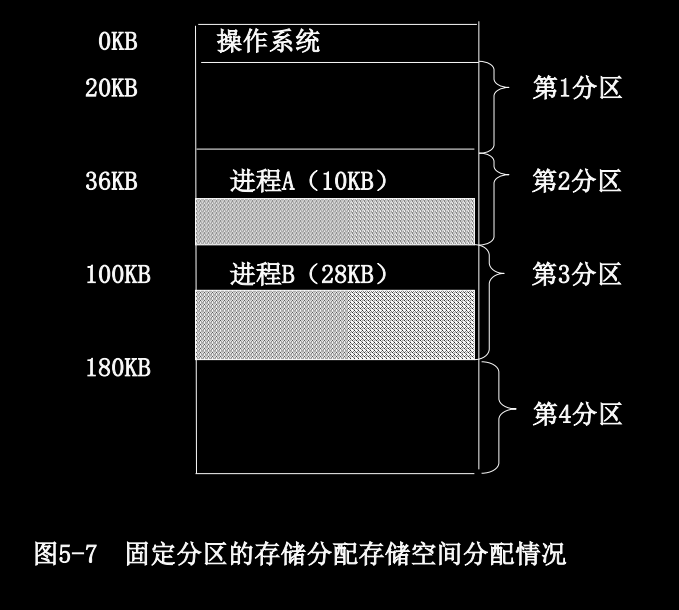 0KB 操作系统
20KB 第1分区
36KB 进程A（10KB） 第2分区
100KB 进程B（28KB） 第3分区
180KB
第4分区
图5-7 固定分区的存储分配存储空间分配情况